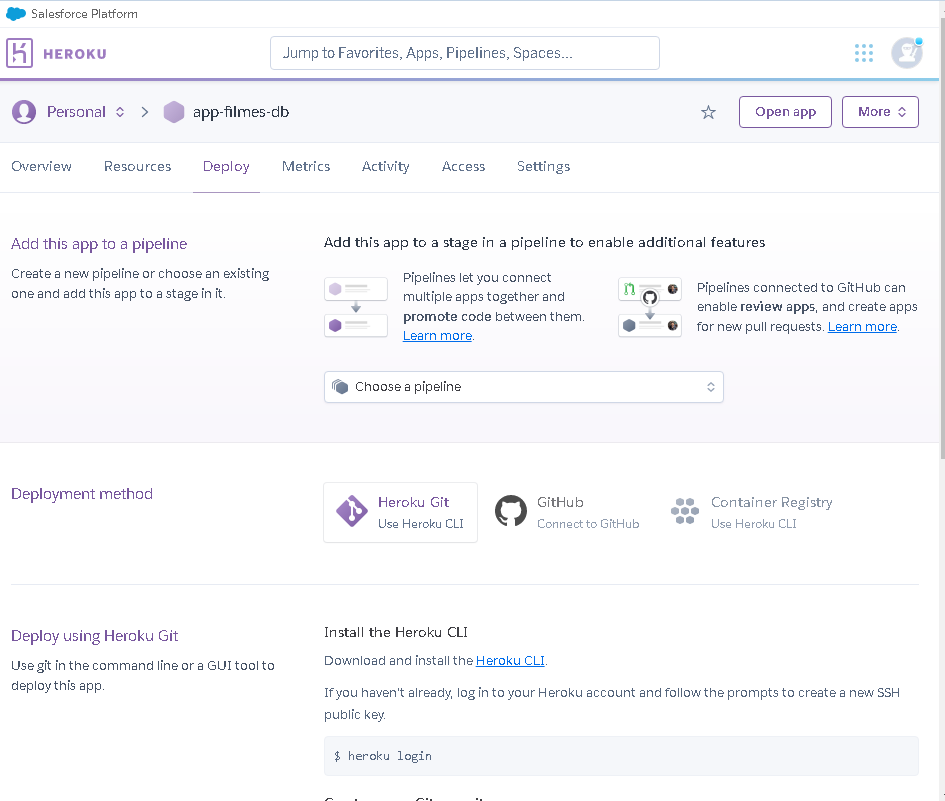 Salesforce Platform
HEROKU
Jump to Favorites, Apps, Pipelines, Spaces...
Personal
app-filmes-db
Open app
More
Overview
Resources
Deploy
Metrics
Activity
Access
Settings
Add this app to a pipeline
Create a new pipeline or choose an existing
one and add this app to a stage in it.
Add this app to a stage in a pipeline to enable additional features
Pipelines let you connect
multiple apps together and
promote code between them.
Learn more.
Pipelines connected to GitHub can
enable review apps, and create apps
for new pull requests. Learn more.
Choose a pipeline
Deployment method
Heroku Git
Use Heroku CLI
GitHub
Connect to GitHub
Container Registry
Use Heroku CLI
Deploy using Heroku Git
Use git in the command line or a GUI tool to
deploy this app.
Install the Heroku CLI
Download and install the Heroku CLI.
If you haven't already, log in to your Heroku account and follow the prompts to create a new SSH
public key.
$ heroku login